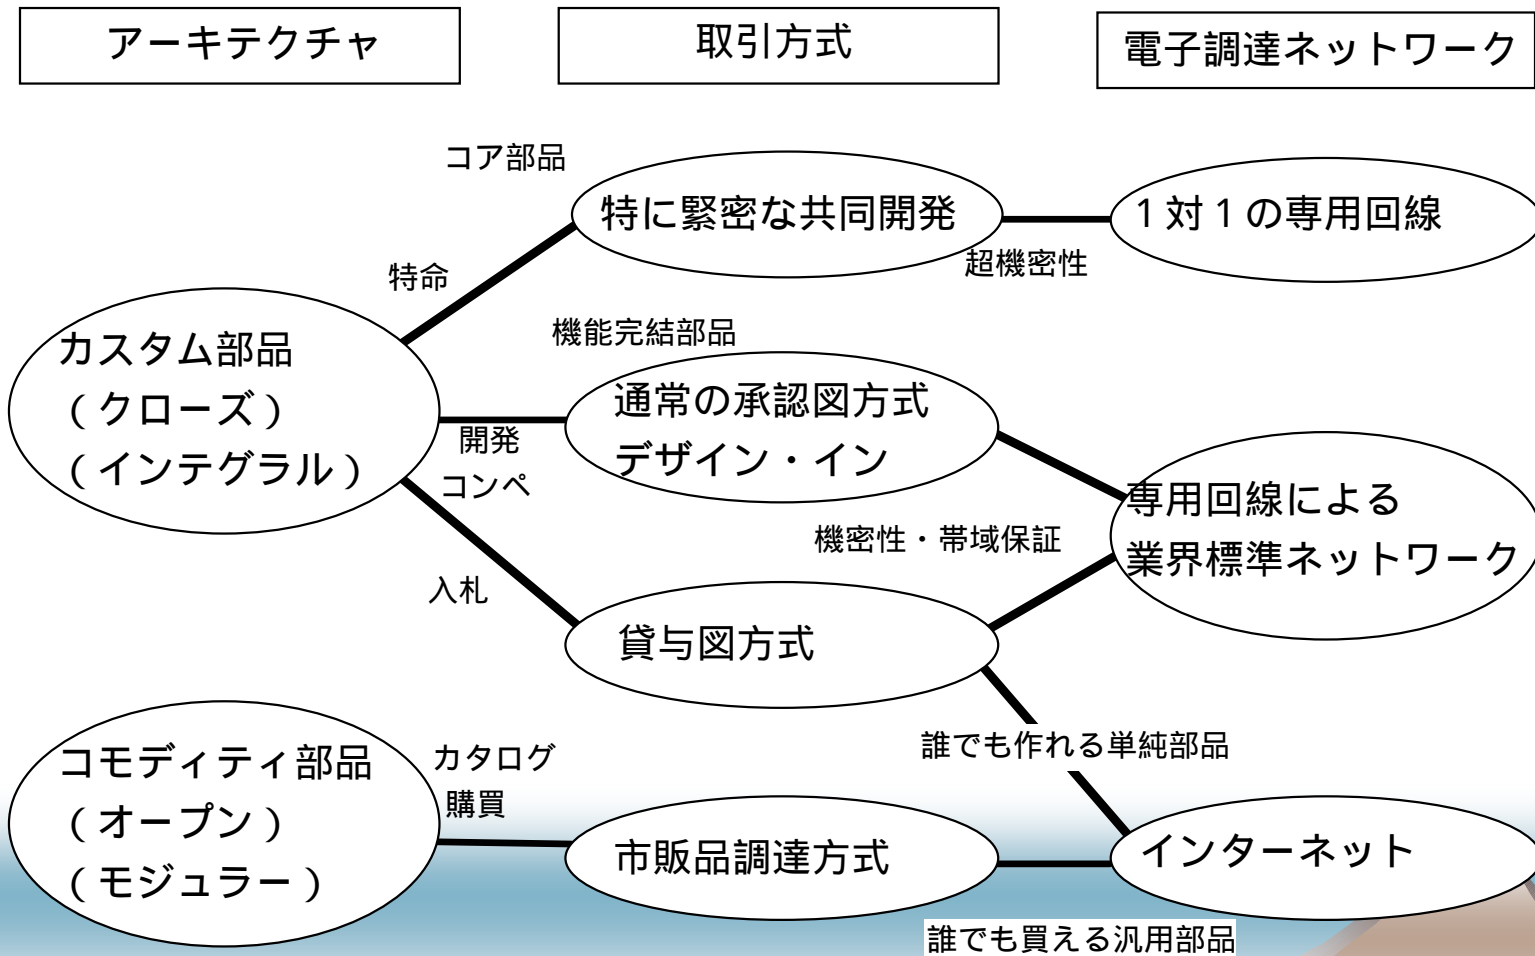 アーキテクチャ
取引方式
電子調達ネットワーク
コア部品
特に緊密な共同開発
1対1の専用回線
特命
超機密性
カスタム部品
(クローズ)
(インテグラル)
機能完結部品
通常の承認図方式
デザイン・イン
開発
コンペ
専用回線による
業界標準ネットワーク
機密性・帯域保証
入札
貸与図方式
誰でも作れる単純部品
コモディティ部品
(オープン)
(モジュラー)
カタログ
購買
市販品調達方式
インターネット
誰でも買える汎用部品